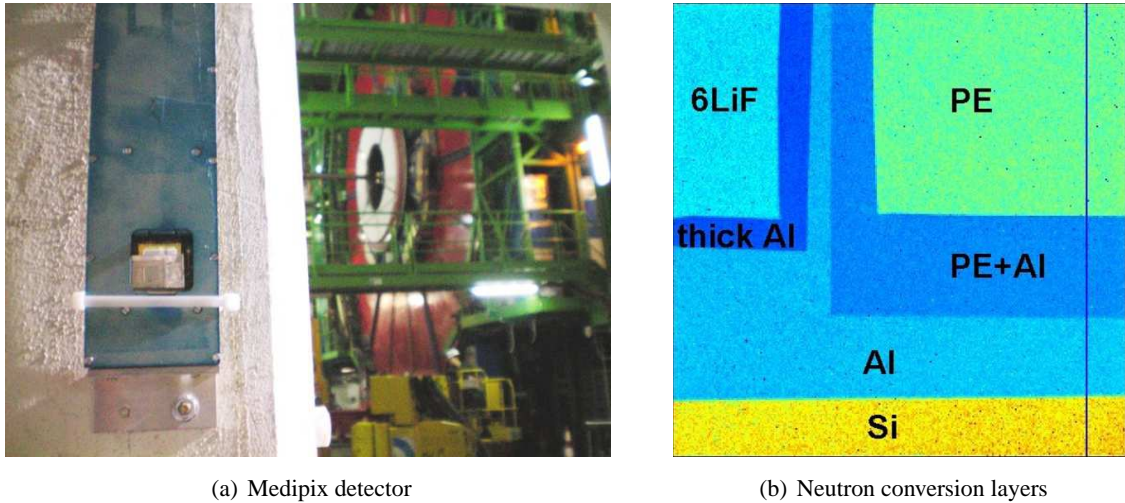 6LiF
PE
thick Al
PE+Al
Al
Si
(a) Medipix detector
(b) Neutron conversion layers